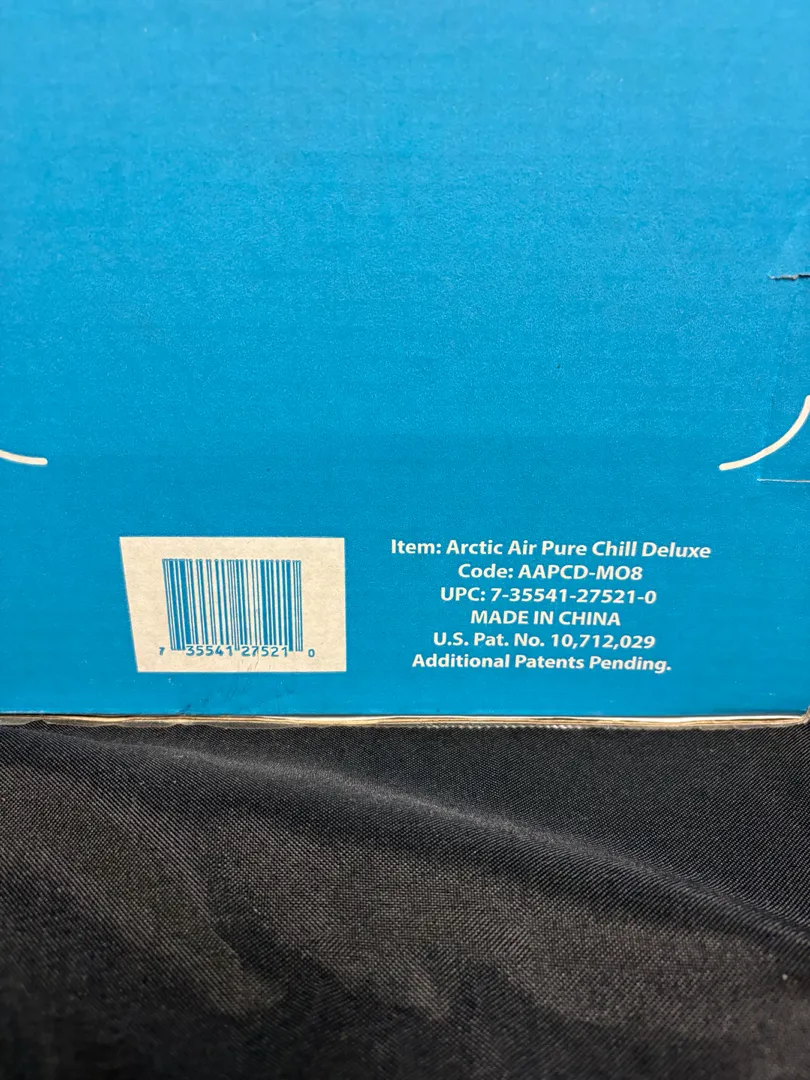 Item: Arctic Air Pure Chill Deluxe
Code: AAPCD-MO8
UPC: 7-35541-27521-0
MADE IN CHINA
U.S. Pat. No. 10,712,029
Additional Patents Pending.
7 35541 27521 0